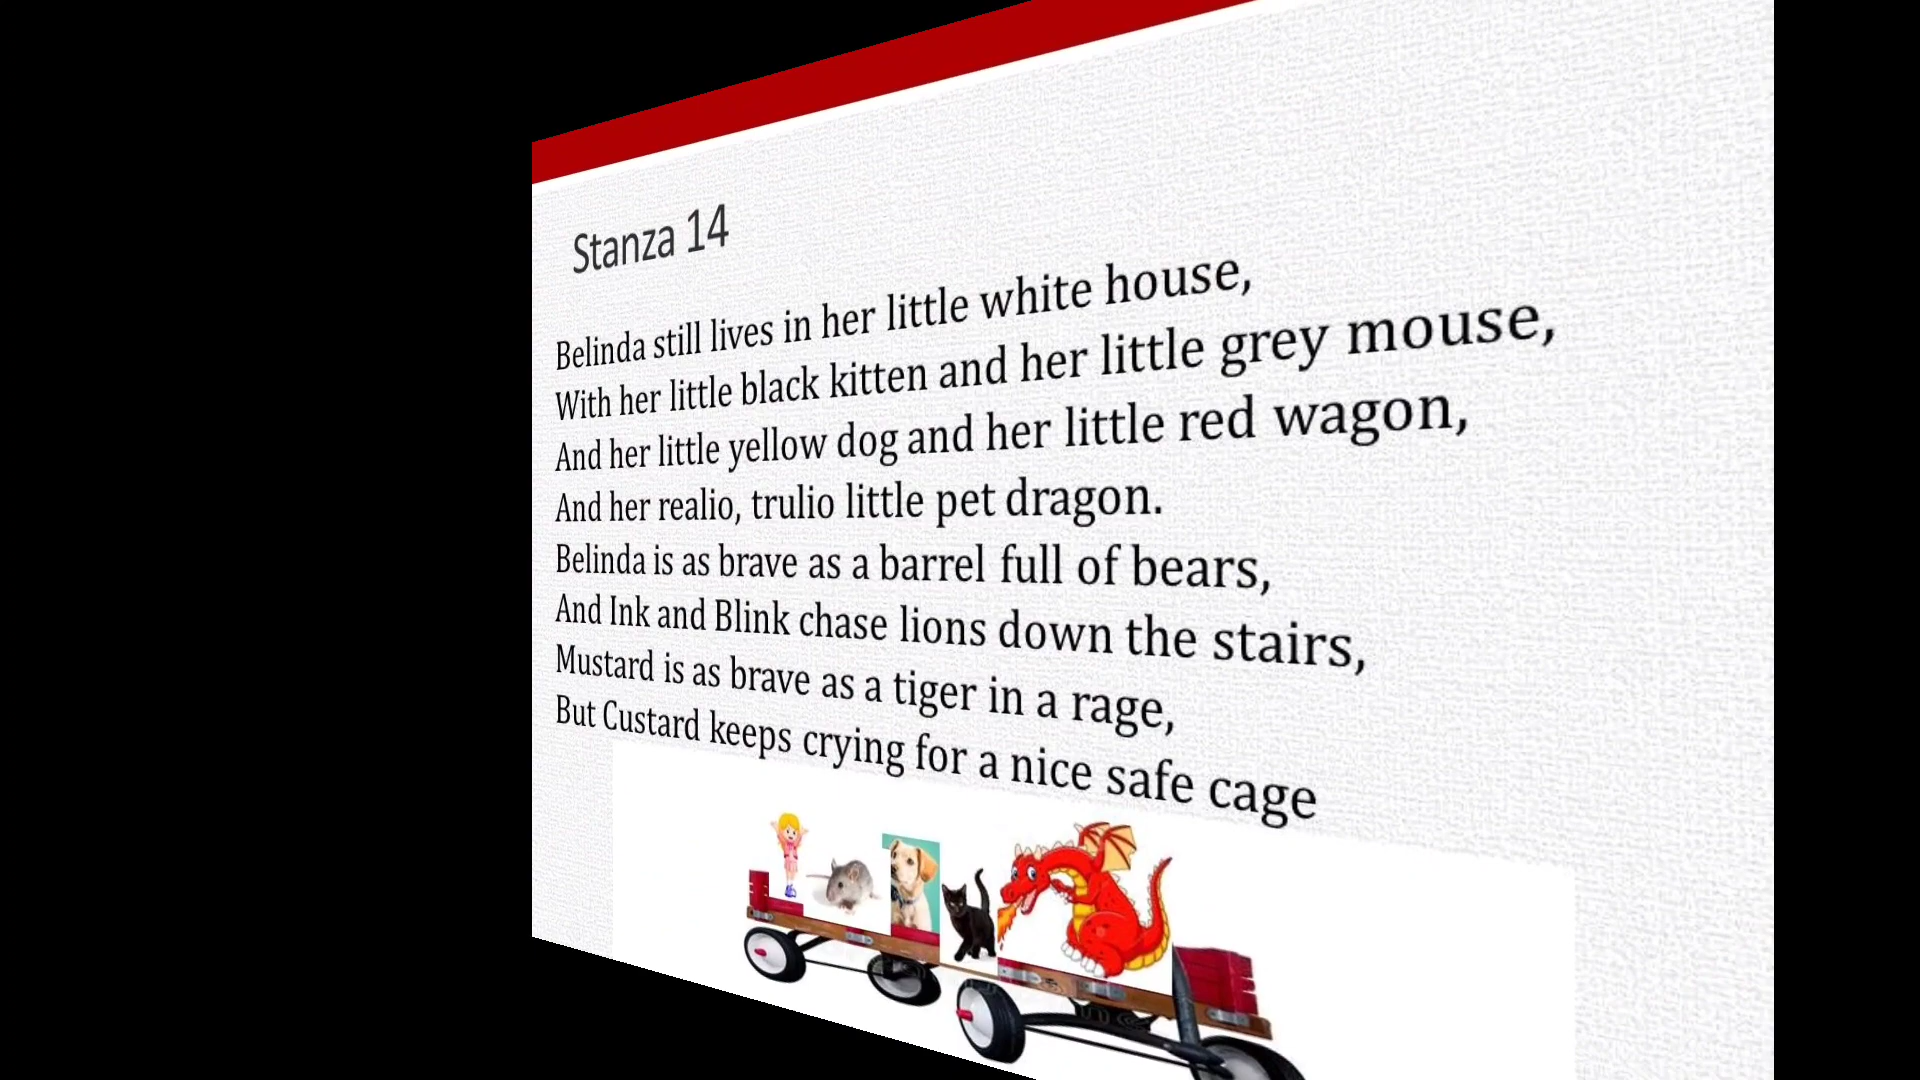 Stanza 14
Belinda still lives in her little white house,
With her little black kitten and her little grey mouse,
And her little yellow dog and her little red wagon,
And her realio, trulio little pet dragon.
Belinda is as brave as a barrel full of bears,
And Ink and Blink chase lions down the stairs,
Mustard is as brave as a tiger in a rage,
But Custard keeps crying for a nice safe cage